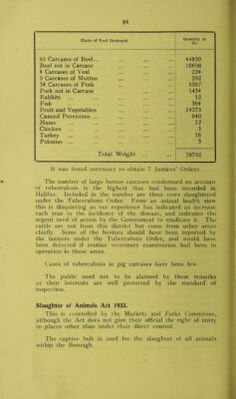 84
Kinds of Food Destroyed
Quantity in lbs.
83 Carcases of Beef... 44850
Beef not in Carcase 10698
4 Carcases of Veal 224
9 Carcases of Mutton 392
34 Carcases of Pork 3567
Pork not in Carcase 1434
Rabbits 12
Fish 364
Fruit and Vegetables 14375
Canned Provisions 640
Hams 12
Chicken 3
Turkey 16
Polonies 5
Total Weight 78792
It was found necessary to obtain 7 Justices' Orders.
The number of large bovine carcases condemned on account
of tuberculosis is the highest that had been recorded in
Halifax. Included in the number are three cows slaughtered
under the Tuberculosis Order. From an animal health view
this is disquieting as our experience has indicated an increase
each year in the incidence of the disease, and indicates the
urgent need of action by the Government to eradicate it. The
cattle are not from this district but come from other areas
chiefly. Some of the bovines should have been reported by
the farmers under the Tuberculosis Order, and would have
been detected if routine veterinary examination had been in
operation in those areas.
Cases of tuberculosis in pig carcases have been few.
The public need not to be alarmed by these remarks
as their interests are well protected by the standard of
inspection.
Slaughter of Animals Act 1933.
This is controlled by the Markets and Parks Committee,
although the Act does not give their official the right of entry
to places other than under their direct control.
The captive bolt is used for the slaughter of all animals
within the Borough.